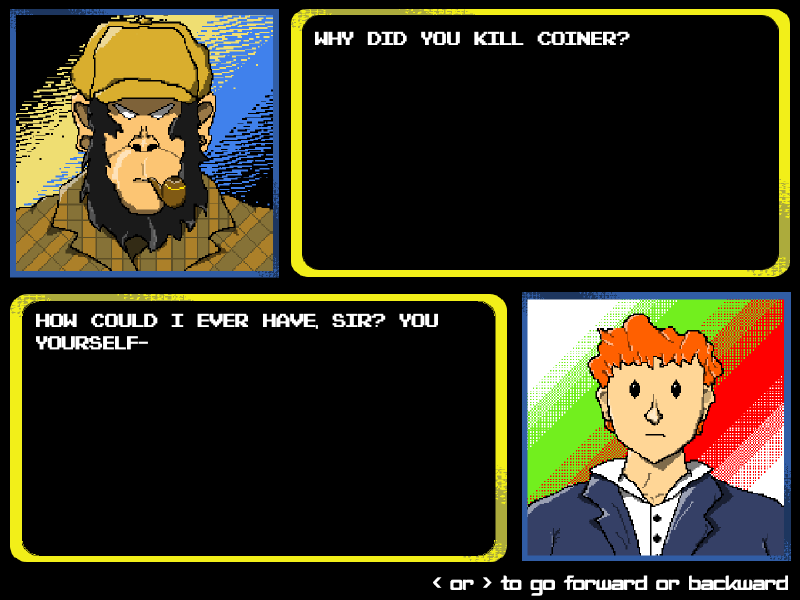 WHY DID YOU KILL COINER?
HOW COULD I EVER HAVE, SIR? YOU
YOURSELF-
< or > to go forward or backward